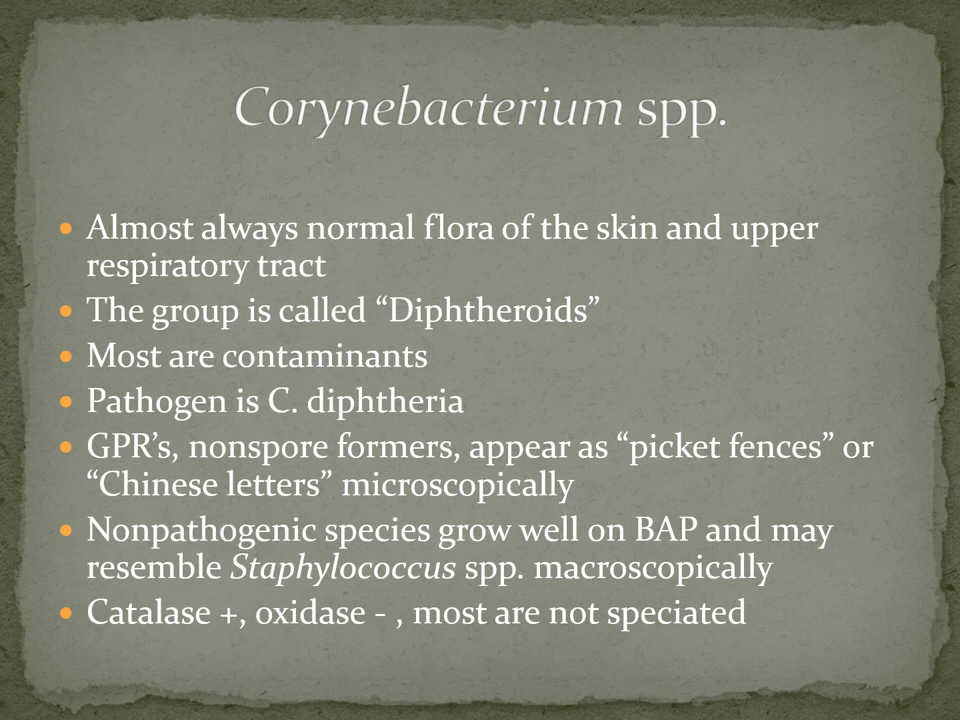 Corynebacterium spp.
• Almost always normal flora of the skin and upper
respiratory tract
• The group is called “Diphtheroids”
• Most are contaminants
• Pathogen is C. diphtheria
• GPR’s, nonspore formers, appear as “picket fences” or
“Chinese letters” microscopically
• Nonpathogenic species grow well on BAP and may
resemble Staphylococcus spp. macroscopically
• Catalase +, oxidase - , most are not speciated